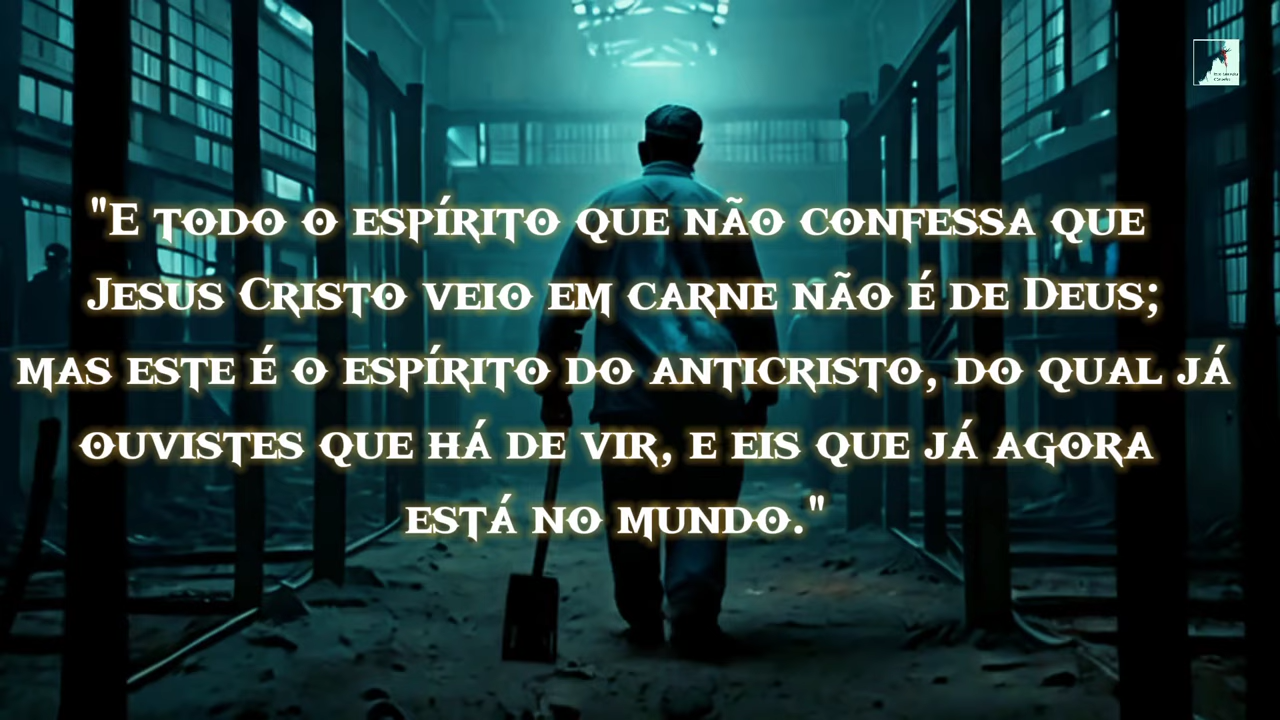 "E todo o espírito que não confessa que
Jesus Cristo veio em carne não é de Deus;
mas este é o espírito do anticristo, do qual já
ouvistes que há de vir, e eis que já agora
está no mundo."